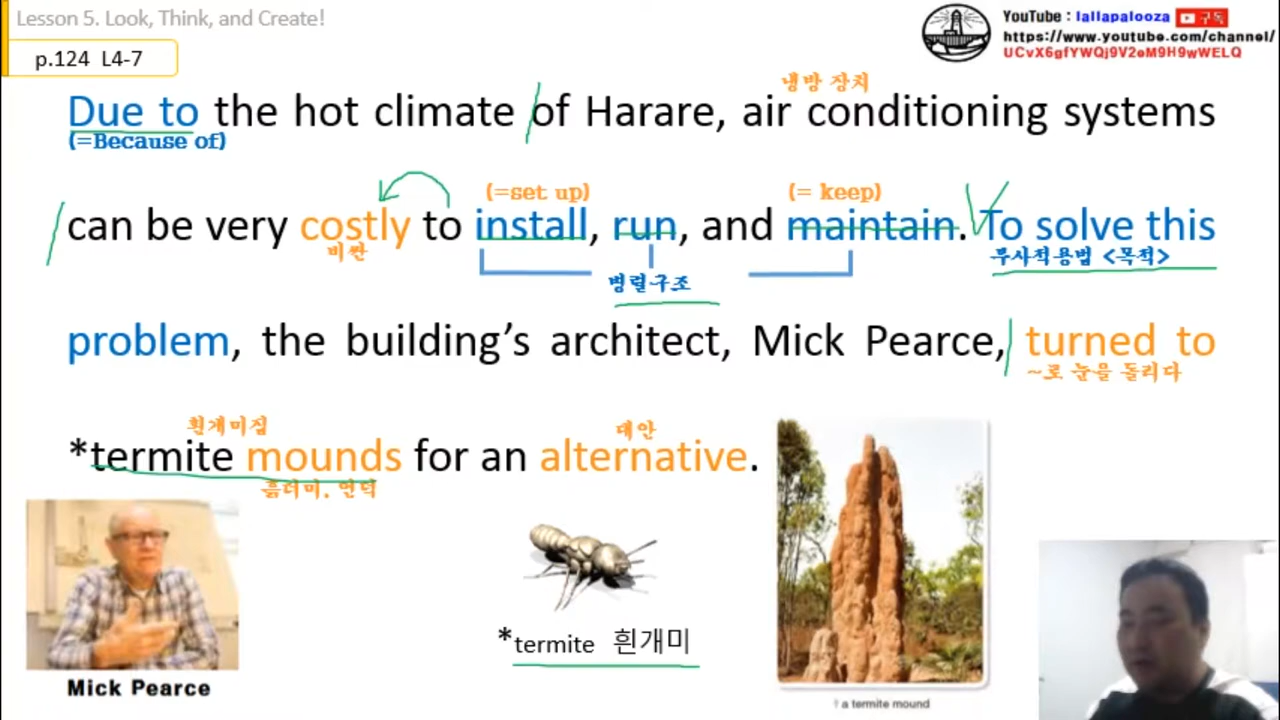 Lesson 5. Look, Think, and Create!
YouTube : lallapalooza 구독
https://www.youtube.com/channel/
UCvX6gfYWQj9V2eM9H9wWELQ
p.124 L4-7
냉방 장치
Due to the hot climate of Harare, air conditioning systems
(=Because of)
(=set up) (= keep)
can be very costly to install, run, and maintain. To solve this
비싼 부사적용법 <목적>
병렬구조
problem, the building's architect, Mick Pearce, turned to
~로 눈을 돌리다
흰개미집 대안
*termite mounds for an alternative.
흙더미. 언덕
*termite 흰개미
Mick Pearce
↑ a termite mound